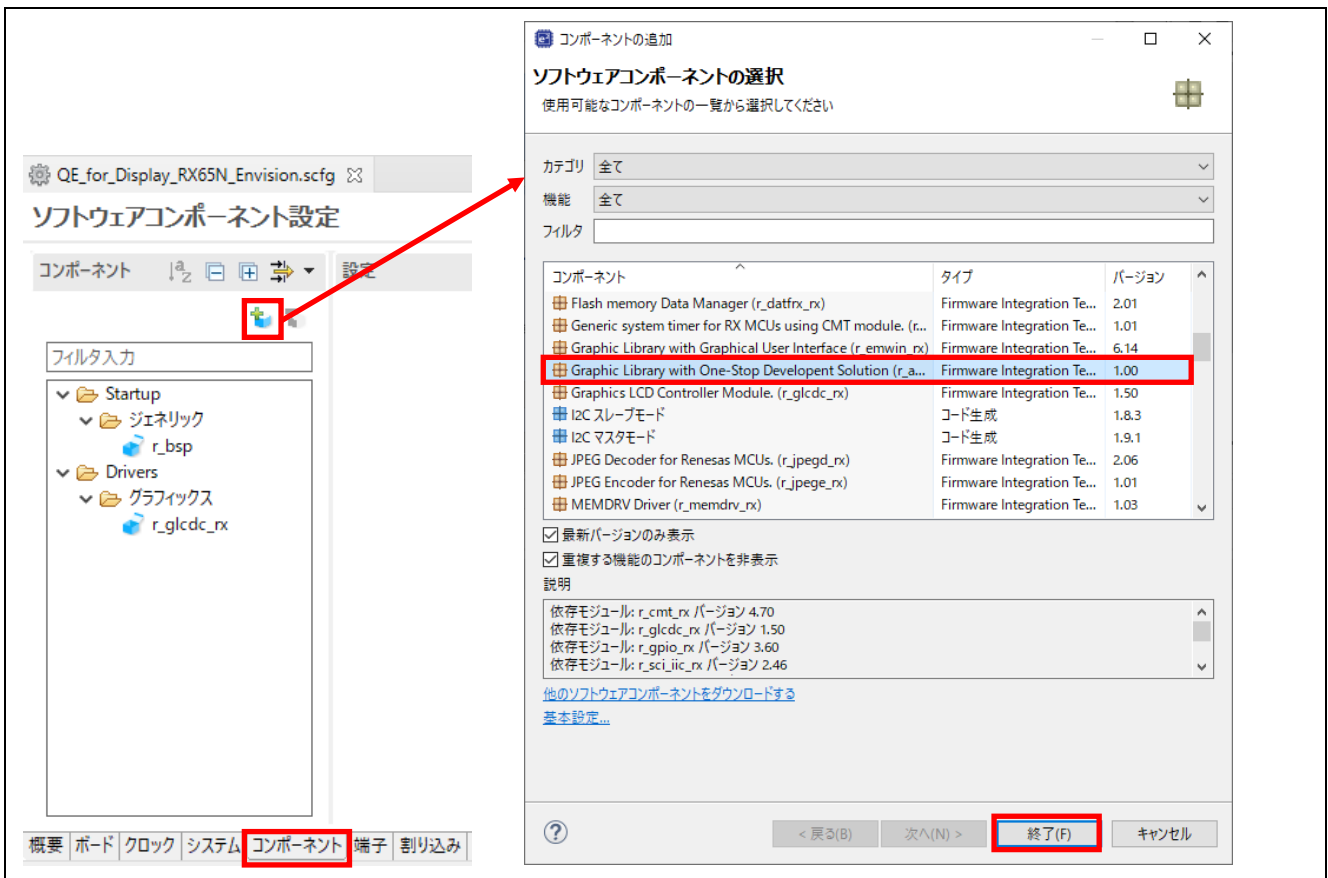 QE_for_Display_RX65N_Envision.scfg
ソフトウェアコンポーネント設定
コンポーネント
設定
フィルタ入力
Startup
ジェネリック
r_bsp
Drivers
グラフィックス
r_glcdc_rx
概要 ボード クロック システム コンポーネント 端子 割り込み
コンポーネントの追加
ソフトウェアコンポーネントの選択
使用可能なコンポーネントの一覧から選択してください
カテゴリ 全て
機能 全て
フィルタ
コンポーネント タイプ バージョン
Flash memory Data Manager (r_datfrx_rx) Firmware Integration Te... 2.01
Generic system timer for RX MCUs using CMT module. (r... Firmware Integration Te... 1.01
Graphic Library with Graphical User Interface (r_emwin_rx) Firmware Integration Te... 6.14
Graphic Library with One-Stop Developent Solution (r_a... Firmware Integration Te... 1.00
Graphics LCD Controller Module. (r_glcdc_rx) Firmware Integration Te... 1.50
I2C スレーブモード コード生成 1.8.3
I2C マスタモード コード生成 1.9.1
JPEG Decoder for Renesas MCUs. (r_jpegd_rx) Firmware Integration Te... 2.06
JPEG Encoder for Renesas MCUs. (r_jpege_rx) Firmware Integration Te... 1.01
MEMDRV Driver (r_memdrv_rx) Firmware Integration Te... 1.03
最新バージョンのみ表示
重複する機能のコンポーネントを非表示
説明
依存モジュール: r_cmt_rx バージョン 4.70
依存モジュール: r_glcdc_rx バージョン 1.50
依存モジュール: r_gpio_rx バージョン 3.60
依存モジュール: r_sci_iic_rx バージョン 2.46
他のソフトウェアコンポーネントをダウンロードする
基本設定...
< 戻る(B) 次へ(N) > 終了(F) キャンセル